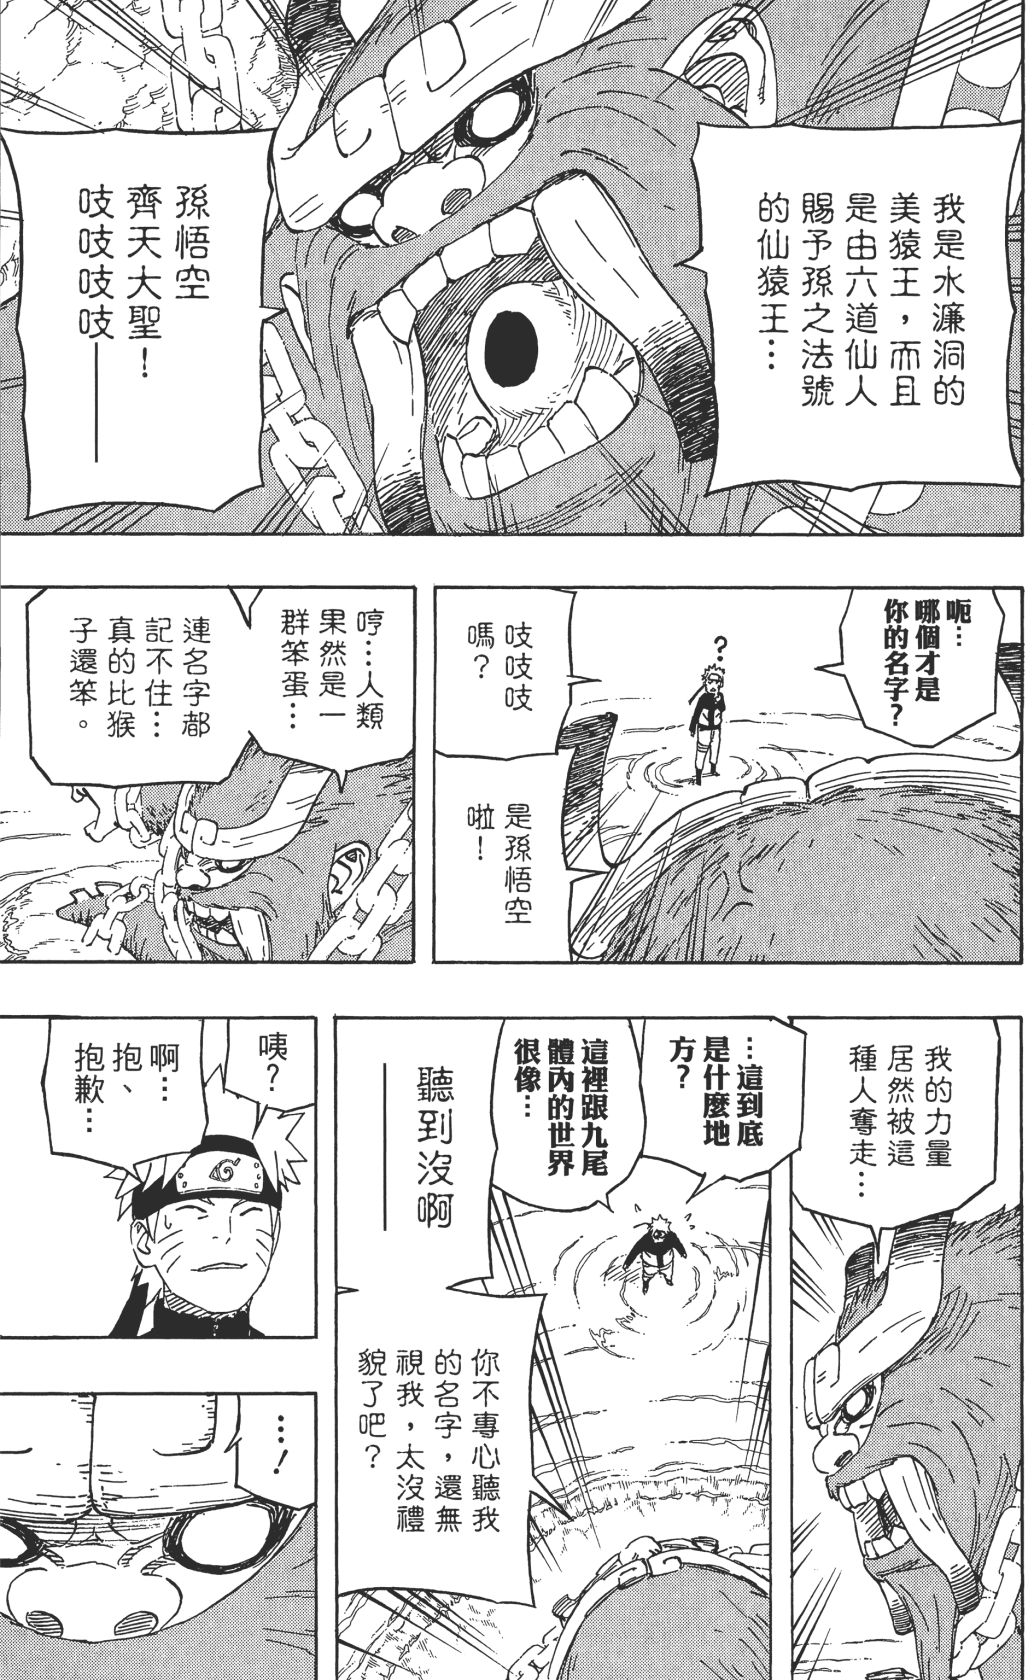 我是水濂洞的
美猿王，而且
是由六道仙人
賜予孫之法號
的仙猿王…
孫悟空
齊天大聖！
吱吱吱吱——
呃…
哪個才是
你的名字？
？
吱吱吱
嗎？
是孫悟空
啦！
哼…人類
果然是一
群笨蛋…
連名字都
記不住…
真的比猴
子還笨。
我的力量
居然被這
種人奪走…
…這到底
是什麼地
方？
這裡跟九尾
體內的世界
很像…
聽到沒啊——
你不專心聽我
的名字，還無
視我，太沒禮
貌了吧？
咦？
啊…
抱、
抱歉…
…！